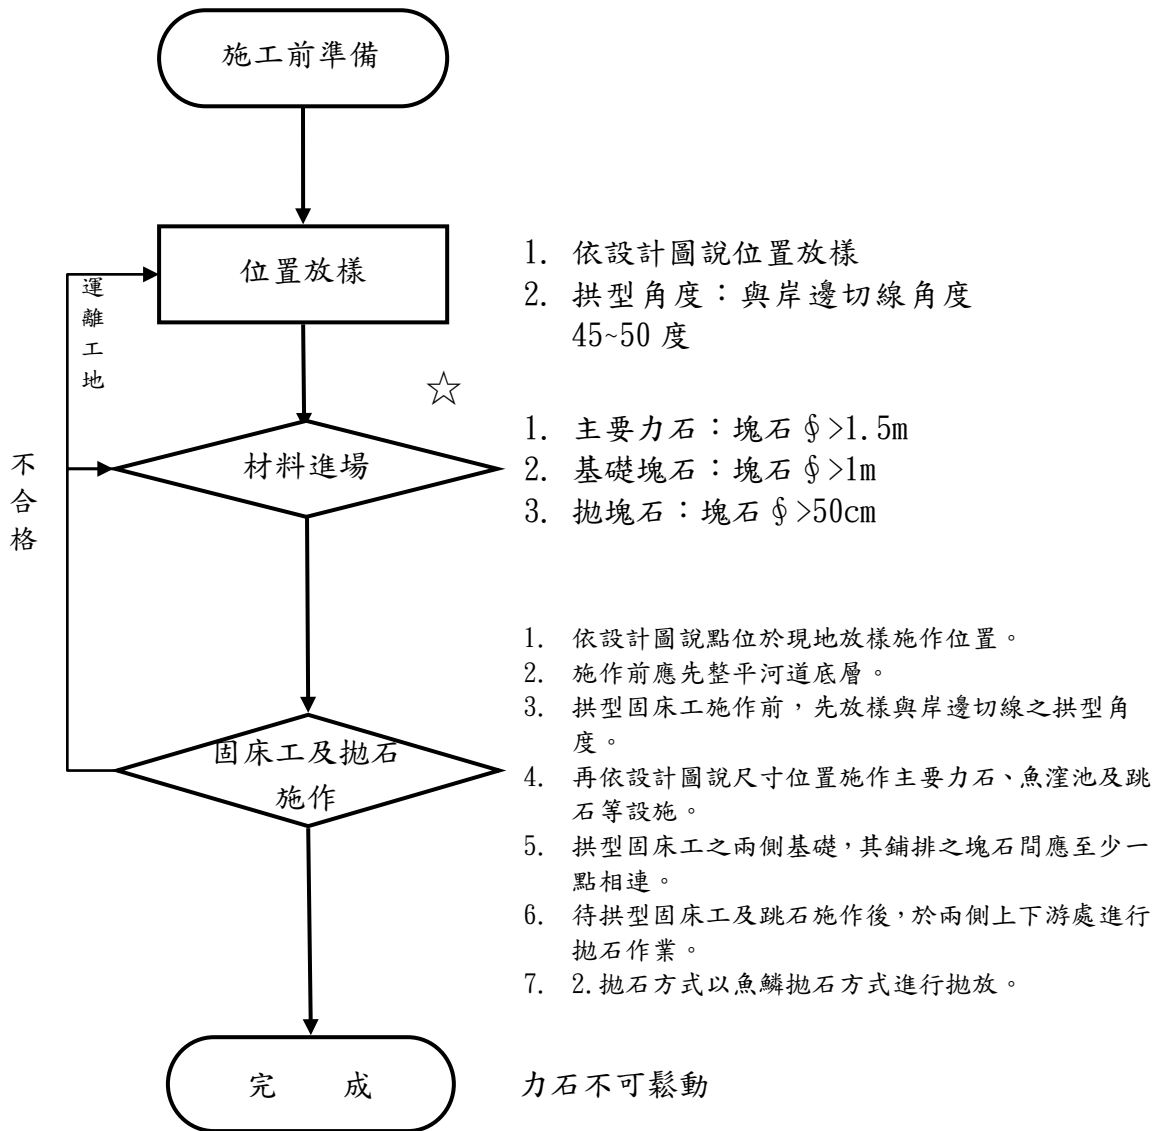 施工前準備
位置放樣
1. 依設計圖說位置放樣
2. 拱型角度：與岸邊切線角度
45~50 度
運
離
工
地
☆
材料進場
1. 主要力石：塊石∮>1.5m
2. 基礎塊石：塊石∮>1m
3. 拋塊石：塊石∮>50cm
不
合
格
固床工及拋石
施作
1. 依設計圖說點位於現地放樣施作位置。
2. 施作前應先整平河道底層。
3. 拱型固床工施作前，先放樣與岸邊切線之拱型角
度。
4. 再依設計圖說尺寸位置施作主要力石、魚窪池及跳
石等設施。
5. 拱型固床工之兩側基礎，其鋪排之塊石間應至少一
點相連。
6. 待拱型固床工及跳石施作後，於兩側上下游處進行
拋石作業。
7. 2.拋石方式以魚鱗拋石方式進行拋放。
完 成
力石不可鬆動